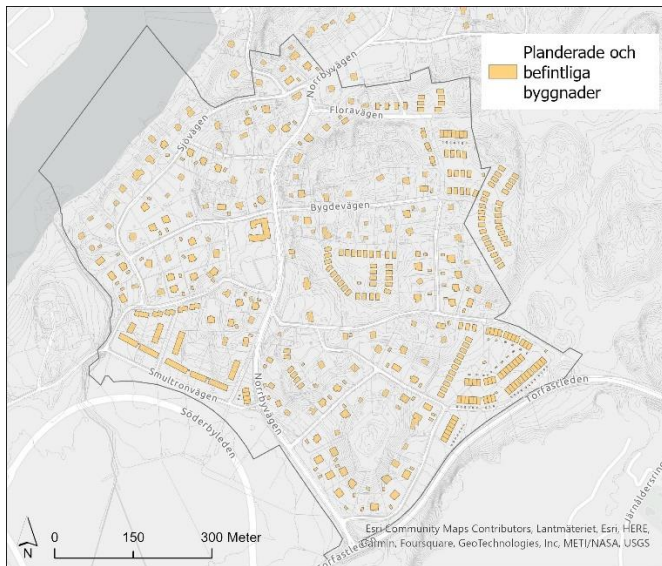 Planderade och
befintliga
byggnader
Norrbyvägen
Floravägen
Sjövägen
Bygdevägen
Smultronvägen
Norrbyvägen
Söderbyleden
Torfastleden
Järnåldersring
Torfastleden
N
0 150 300 Meter
Esri Community Maps Contributors, Lantmäteriet, Esri, HERE,
Garmin, Foursquare, GeoTechnologies, Inc, METI/NASA, USGS